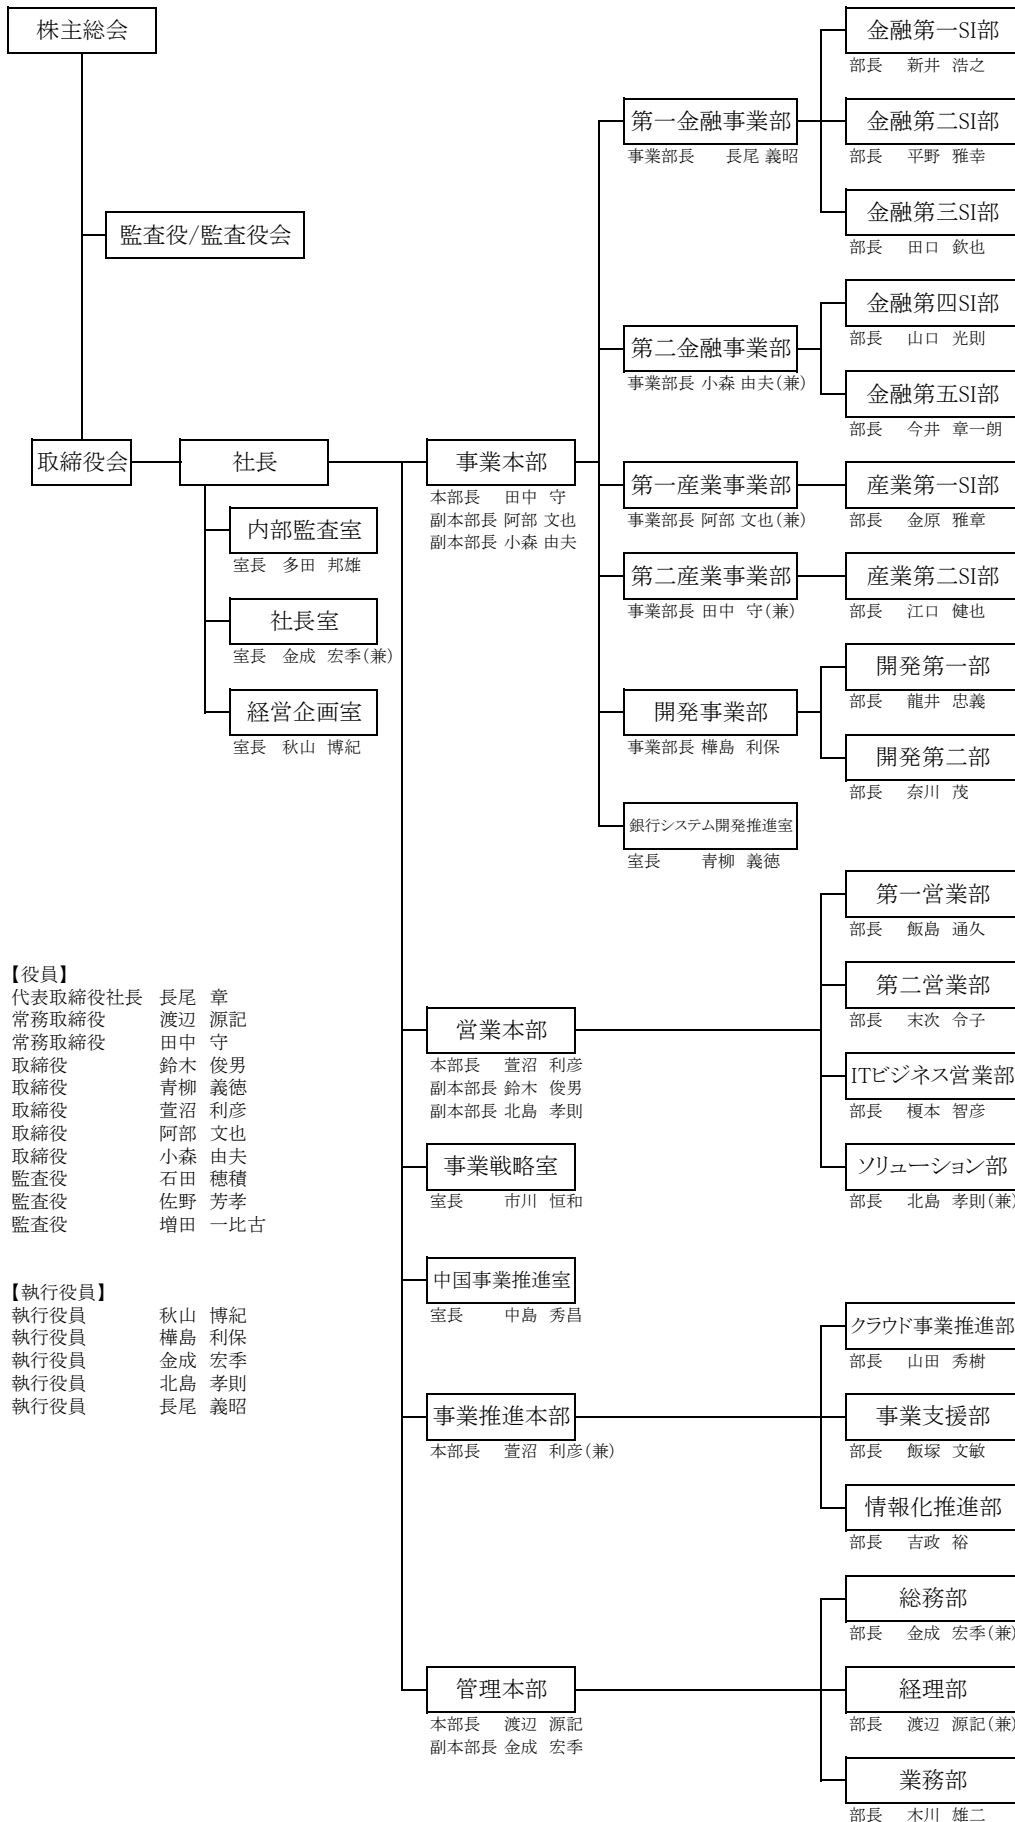 株主総会
監査役/監査役会
取締役会
社長
内部監査室
室長 多田 邦雄
社長室
室長 金成 宏季(兼)
経営企画室
室長 秋山 博紀
事業本部
本部長 田中 守
副本部長 阿部 文也
副本部長 小森 由夫
第一金融事業部
事業部長 長尾 義昭
金融第一SI部
部長 新井 浩之
金融第二SI部
部長 平野 雅幸
金融第三SI部
部長 田口 欽也
第二金融事業部
事業部長 小森 由夫(兼)
金融第四SI部
部長 山口 光則
金融第五SI部
部長 今井 章一朗
第一産業事業部
事業部長 阿部 文也(兼)
産業第一SI部
部長 金原 雅章
第二産業事業部
事業部長 田中 守(兼)
産業第二SI部
部長 江口 健也
開発事業部
事業部長 樺島 利保
開発第一部
部長 龍井 忠義
開発第二部
部長 奈川 茂
銀行システム開発推進室
室長 青柳 義徳
営業本部
本部長 萱沼 利彦
副本部長 鈴木 俊男
副本部長 北島 孝則
第一営業部
部長 飯島 通久
第二営業部
部長 末次 令子
ITビジネス営業部
部長 榎本 智彦
ソリューション部
部長 北島 孝則(兼)
事業戦略室
室長 市川 恒和
中国事業推進室
室長 中島 秀昌
事業推進本部
本部長 萱沼 利彦(兼)
クラウド事業推進部
部長 山田 秀樹
事業支援部
部長 飯塚 文敏
情報化推進部
部長 吉政 裕
管理本部
本部長 渡辺 源記
副本部長 金成 宏季
総務部
部長 金成 宏季(兼)
経理部
部長 渡辺 源記(兼)
業務部
部長 木川 雄二
【役員】
代表取締役社長 長尾 章
常務取締役 渡辺 源記
常務取締役 田中 守
取締役 鈴木 俊男
取締役 青柳 義徳
取締役 萱沼 利彦
取締役 阿部 文也
取締役 小森 由夫
監査役 石田 穂積
監査役 佐野 芳孝
監査役 増田 一比古
【執行役員】
執行役員 秋山 博紀
執行役員 樺島 利保
執行役員 金成 宏季
執行役員 北島 孝則
執行役員 長尾 義昭